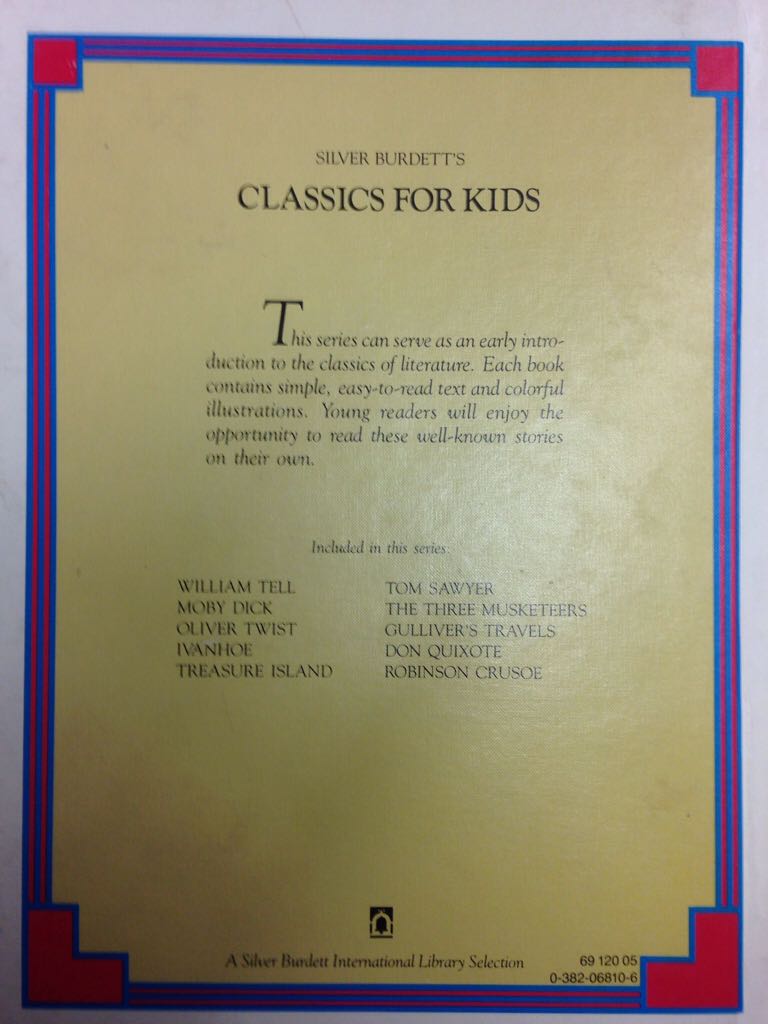 SILVER BURDETT'S
CLASSICS FOR KIDS
This series can serve as an early intro-
duction to the classics of literature. Each book
contains simple, easy-to-read text and colorful
illustrations. Young readers will enjoy the
opportunity to read these well-known stories
on their own.
Included in this series:
WILLIAM TELL
MOBY DICK
OLIVER TWIST
IVANHOE
TREASURE ISLAND
TOM SAWYER
THE THREE MUSKETEERS
GULLIVER'S TRAVELS
DON QUIXOTE
ROBINSON CRUSOE
A Silver Burdett International Library Selection
69 120 05
0-382-06810-6